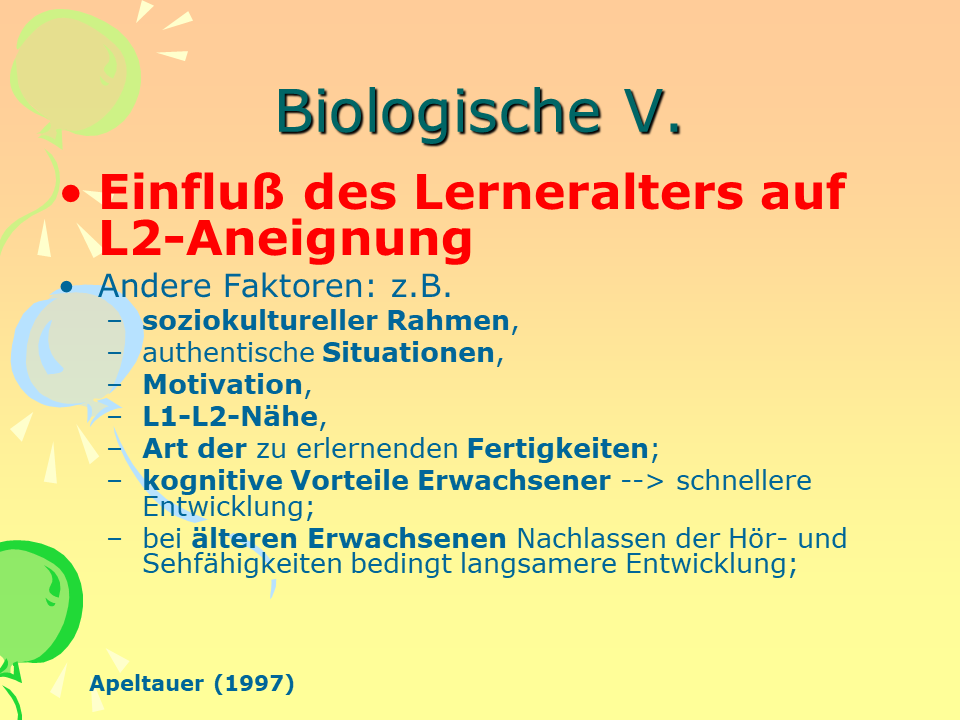 Biologische V.
• Einfluß des Lerneralters auf
L2-Aneignung
• Andere Faktoren: z.B.
– soziokultureller Rahmen,
– authentische Situationen,
– Motivation,
– L1-L2-Nähe,
– Art der zu erlernenden Fertigkeiten;
– kognitive Vorteile Erwachsener --> schnellere
Entwicklung;
– bei älteren Erwachsenen Nachlassen der Hör- und
Sehfähigkeiten bedingt langsamere Entwicklung;
Apeltauer (1997)